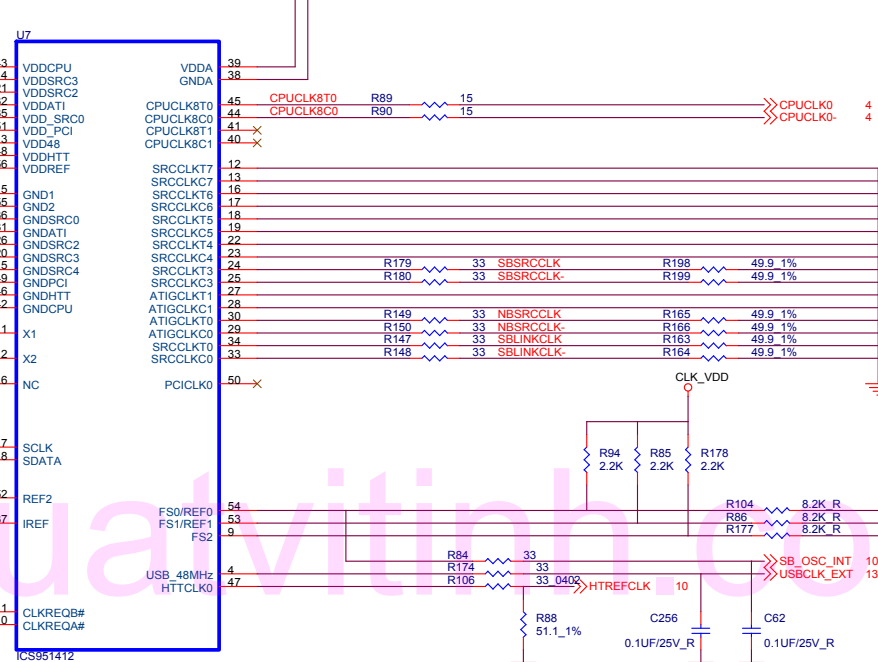 U7
VDDCPU VDDA 39
VDDSRC3 GNDA 38
VDDSRC2
VDDATI CPUCLK8T0 45 CPUCLK8T0 R89 15 CPUCLK0 4
VDD_SRC0 CPUCLK8C0 44 CPUCLK8C0 R90 15 CPUCLK0- 4
VDD_PCI CPUCLK8T1 41
VDD48 CPUCLK8C1 40
VDDHTT
VDDREF SRCCLKT7 12
SRCCLKC7 13
GND1 SRCCLKT6 16
GND2 SRCCLKC6 17
GNDSRC0 SRCCLKT5 18
GNDATI SRCCLKC5 19
GNDSRC2 SRCCLKT4 22
GNDSRC3 SRCCLKC4 23
GNDSRC4 SRCCLKT3 24 R179 33 SBSRCCLK R198 49.9_1%
GNDPCI SRCCLKC3 25 R180 33 SBSRCCLK- R199 49.9_1%
GNDHTT ATIGCLKT1 27
GNDCPU ATIGCLKC1 28
ATIGCLKT0 30 R149 33 NBSRCCLK R165 49.9_1%
X1 ATIGCLKC0 29 R150 33 NBSRCCLK- R166 49.9_1%
SRCCLKT0 34 R147 33 SBLINKCLK R163 49.9_1%
X2 SRCCLKC0 33 R148 33 SBLINKCLK- R164 49.9_1%
NC PCICLK0 50
CLK_VDD
SCLK
SDATA
R94 R85 R178
2.2K 2.2K 2.2K
REF2
FS0/REF0 54 R104 8.2K_R
IREF FS1/REF1 53 R86 8.2K_R
FS2 9 R177 8.2K_R
uatvitinh.co
R84 33 SB_OSC_INT 10
USB_48MHz 4 R174 33 USBCLK_EXT 13
HTTCLK0 47 R106 33_0402 HTREFCLK 10
CLKREQB#
CLKREQA#
R88 C256 C62
51.1_1%
0.1UF/25V_R 0.1UF/25V_R
ICS951412